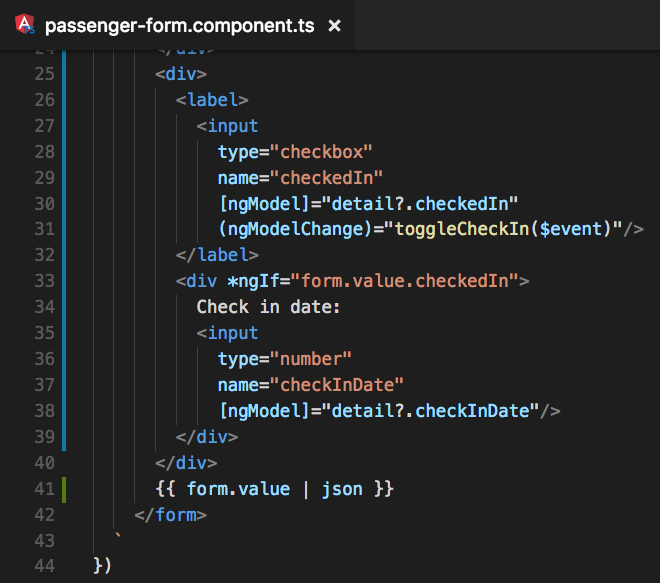 passenger-form.component.ts ×
24 </div>
25 <div>
26 <label>
27 <input
28 type="checkbox"
29 name="checkedIn"
30 [ngModel]="detail?.checkedIn"
31 (ngModelChange)="toggleCheckIn($event)"/>
32 </label>
33 <div *ngIf="form.value.checkedIn">
34 Check in date:
35 <input
36 type="number"
37 name="checkInDate"
38 [ngModel]="detail?.checkInDate"/>
39 </div>
40 </div>
41 {{ form.value | json }}
42 </form>
43 `
44 })